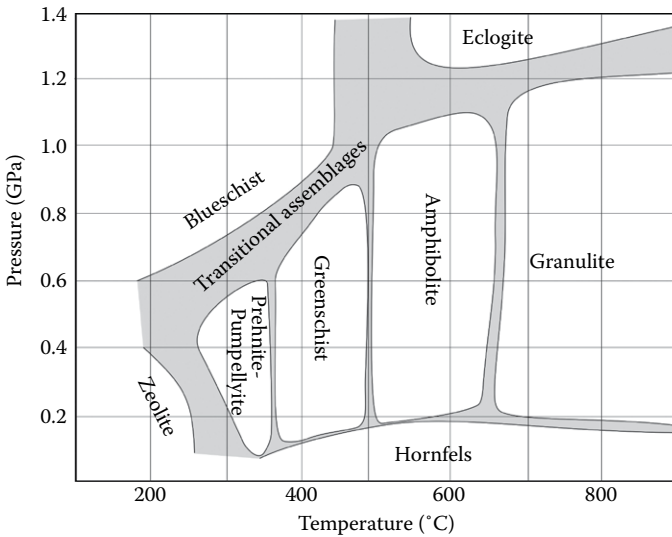 1.4
Eclogite
1.2
1.0
Pressure (GPa)
Blueschist
Transitional assemblages
0.8
Amphibolite
Granulite
0.6
Greenschist
Prehnite-
Pumpellyite
0.4
Zeolite
0.2
Hornfels
200
400
600
800
Temperature (˚C)